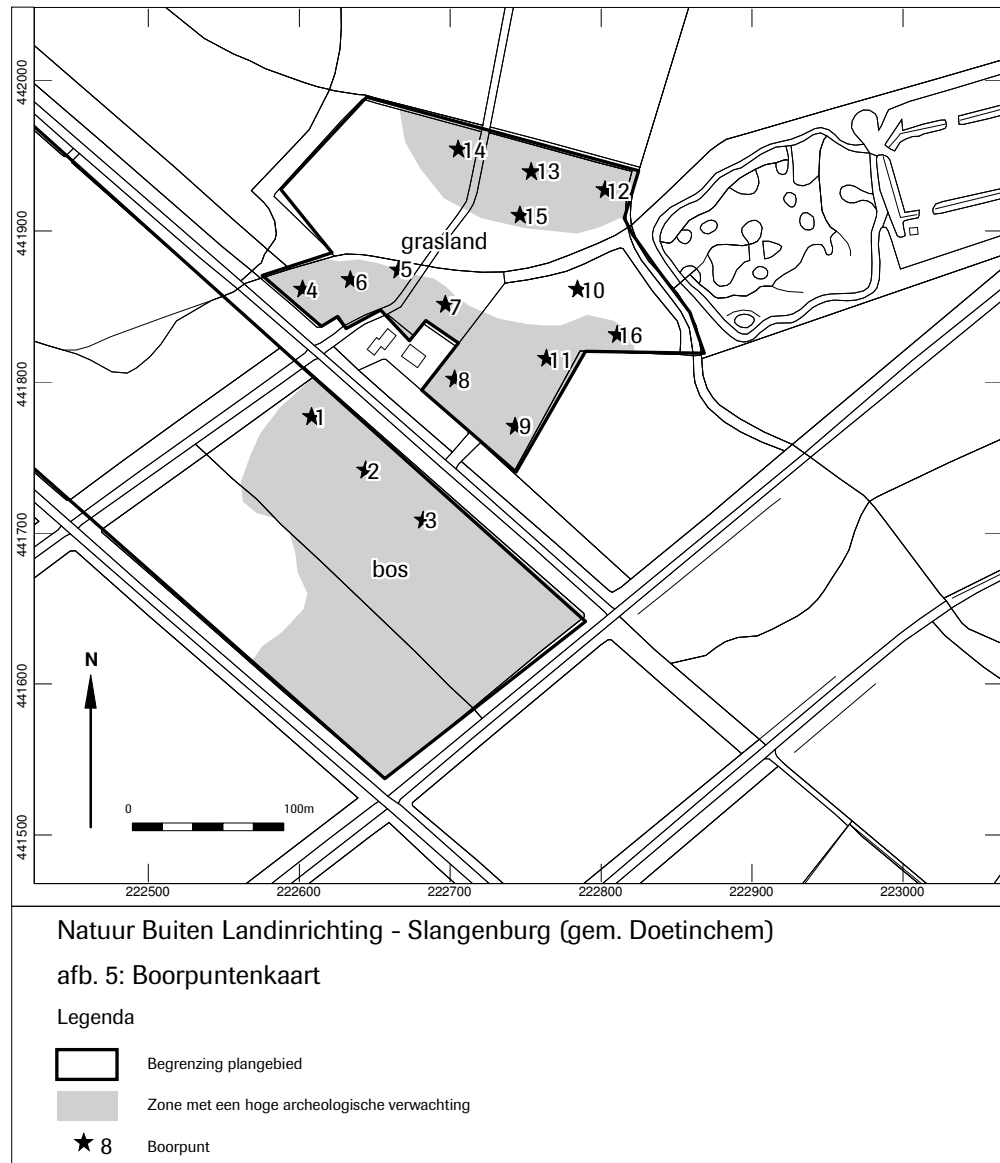 442000
441900
441800
441700
441600
441500
14
13
12
15
grasland
5
6
4
7
10
16
11
8
9
1
2
3
bos
N
0 100m
222500 222600 222700 222800 222900 223000
Natuur Buiten Landinrichting - Slangenburg (gem. Doetinchem)
afb. 5: Boorpuntenkaart
Legenda
Begrenzing plangebied
Zone met een hoge archeologische verwachting
8 Boorpunt